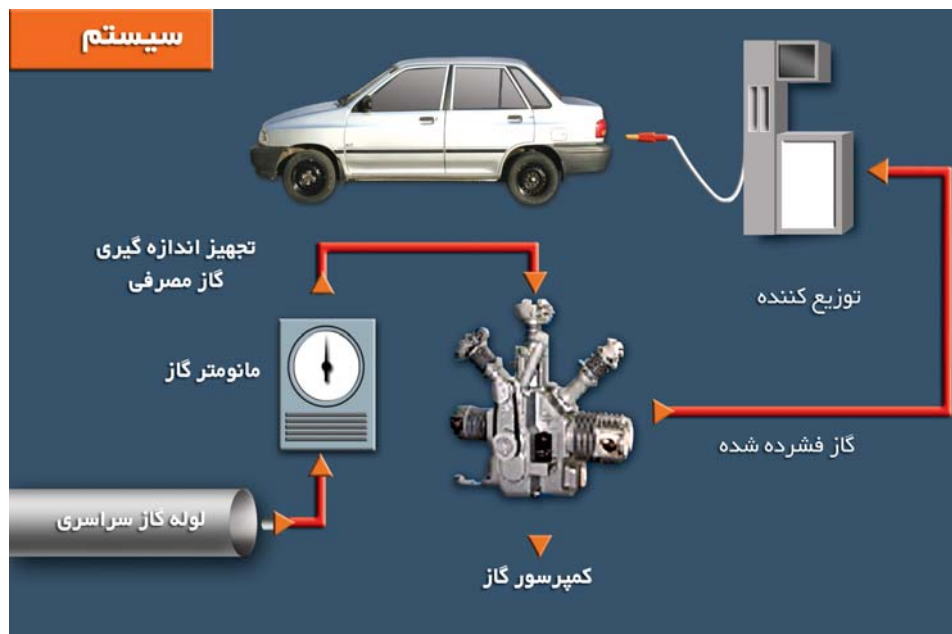 سیستم
تجهیز اندازه گیری
گاز مصرفی
توزیع کننده
مانومتر گاز
گاز فشرده شده
لوله گاز سراسری
کمپرسور گاز